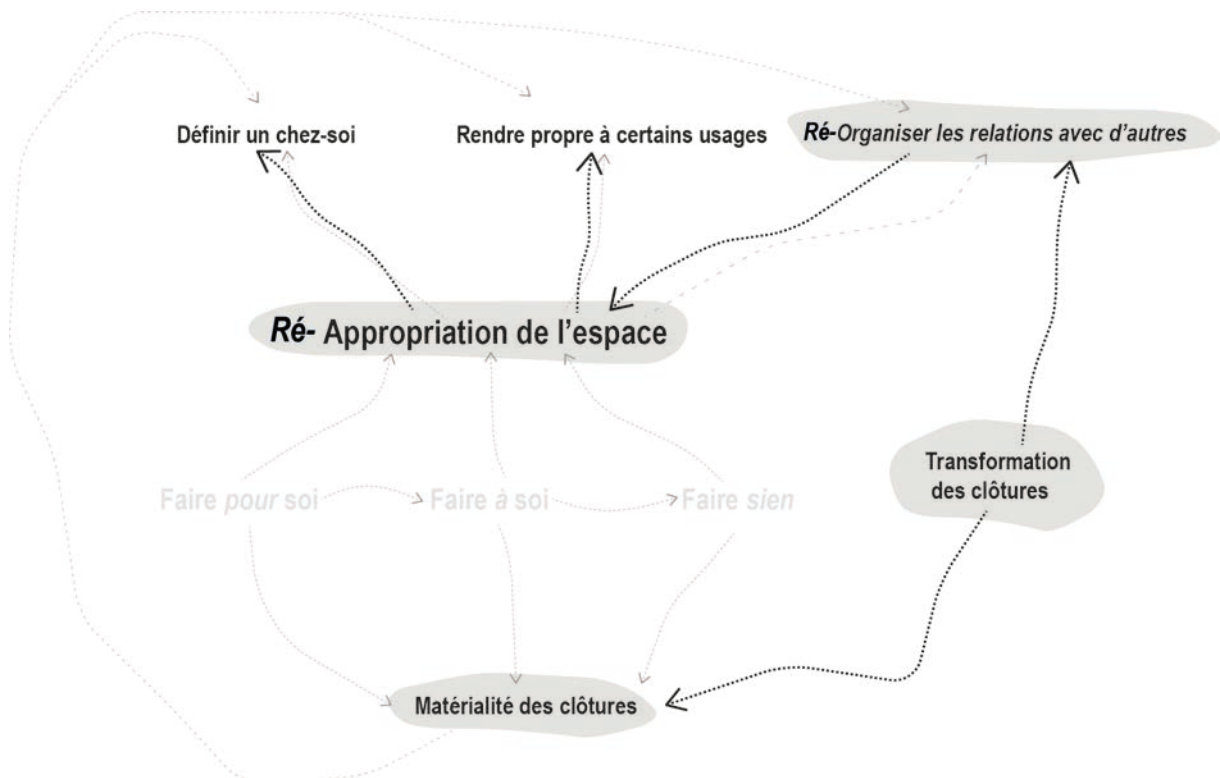 Définir un chez-soi
Rendre propre à certains usages
Ré-Organiser les relations avec d’autres
Ré- Appropriation de l’espace
Transformation
des clôtures
Faire pour soi
Faire à soi
Faire sien
Matérialité des clôtures